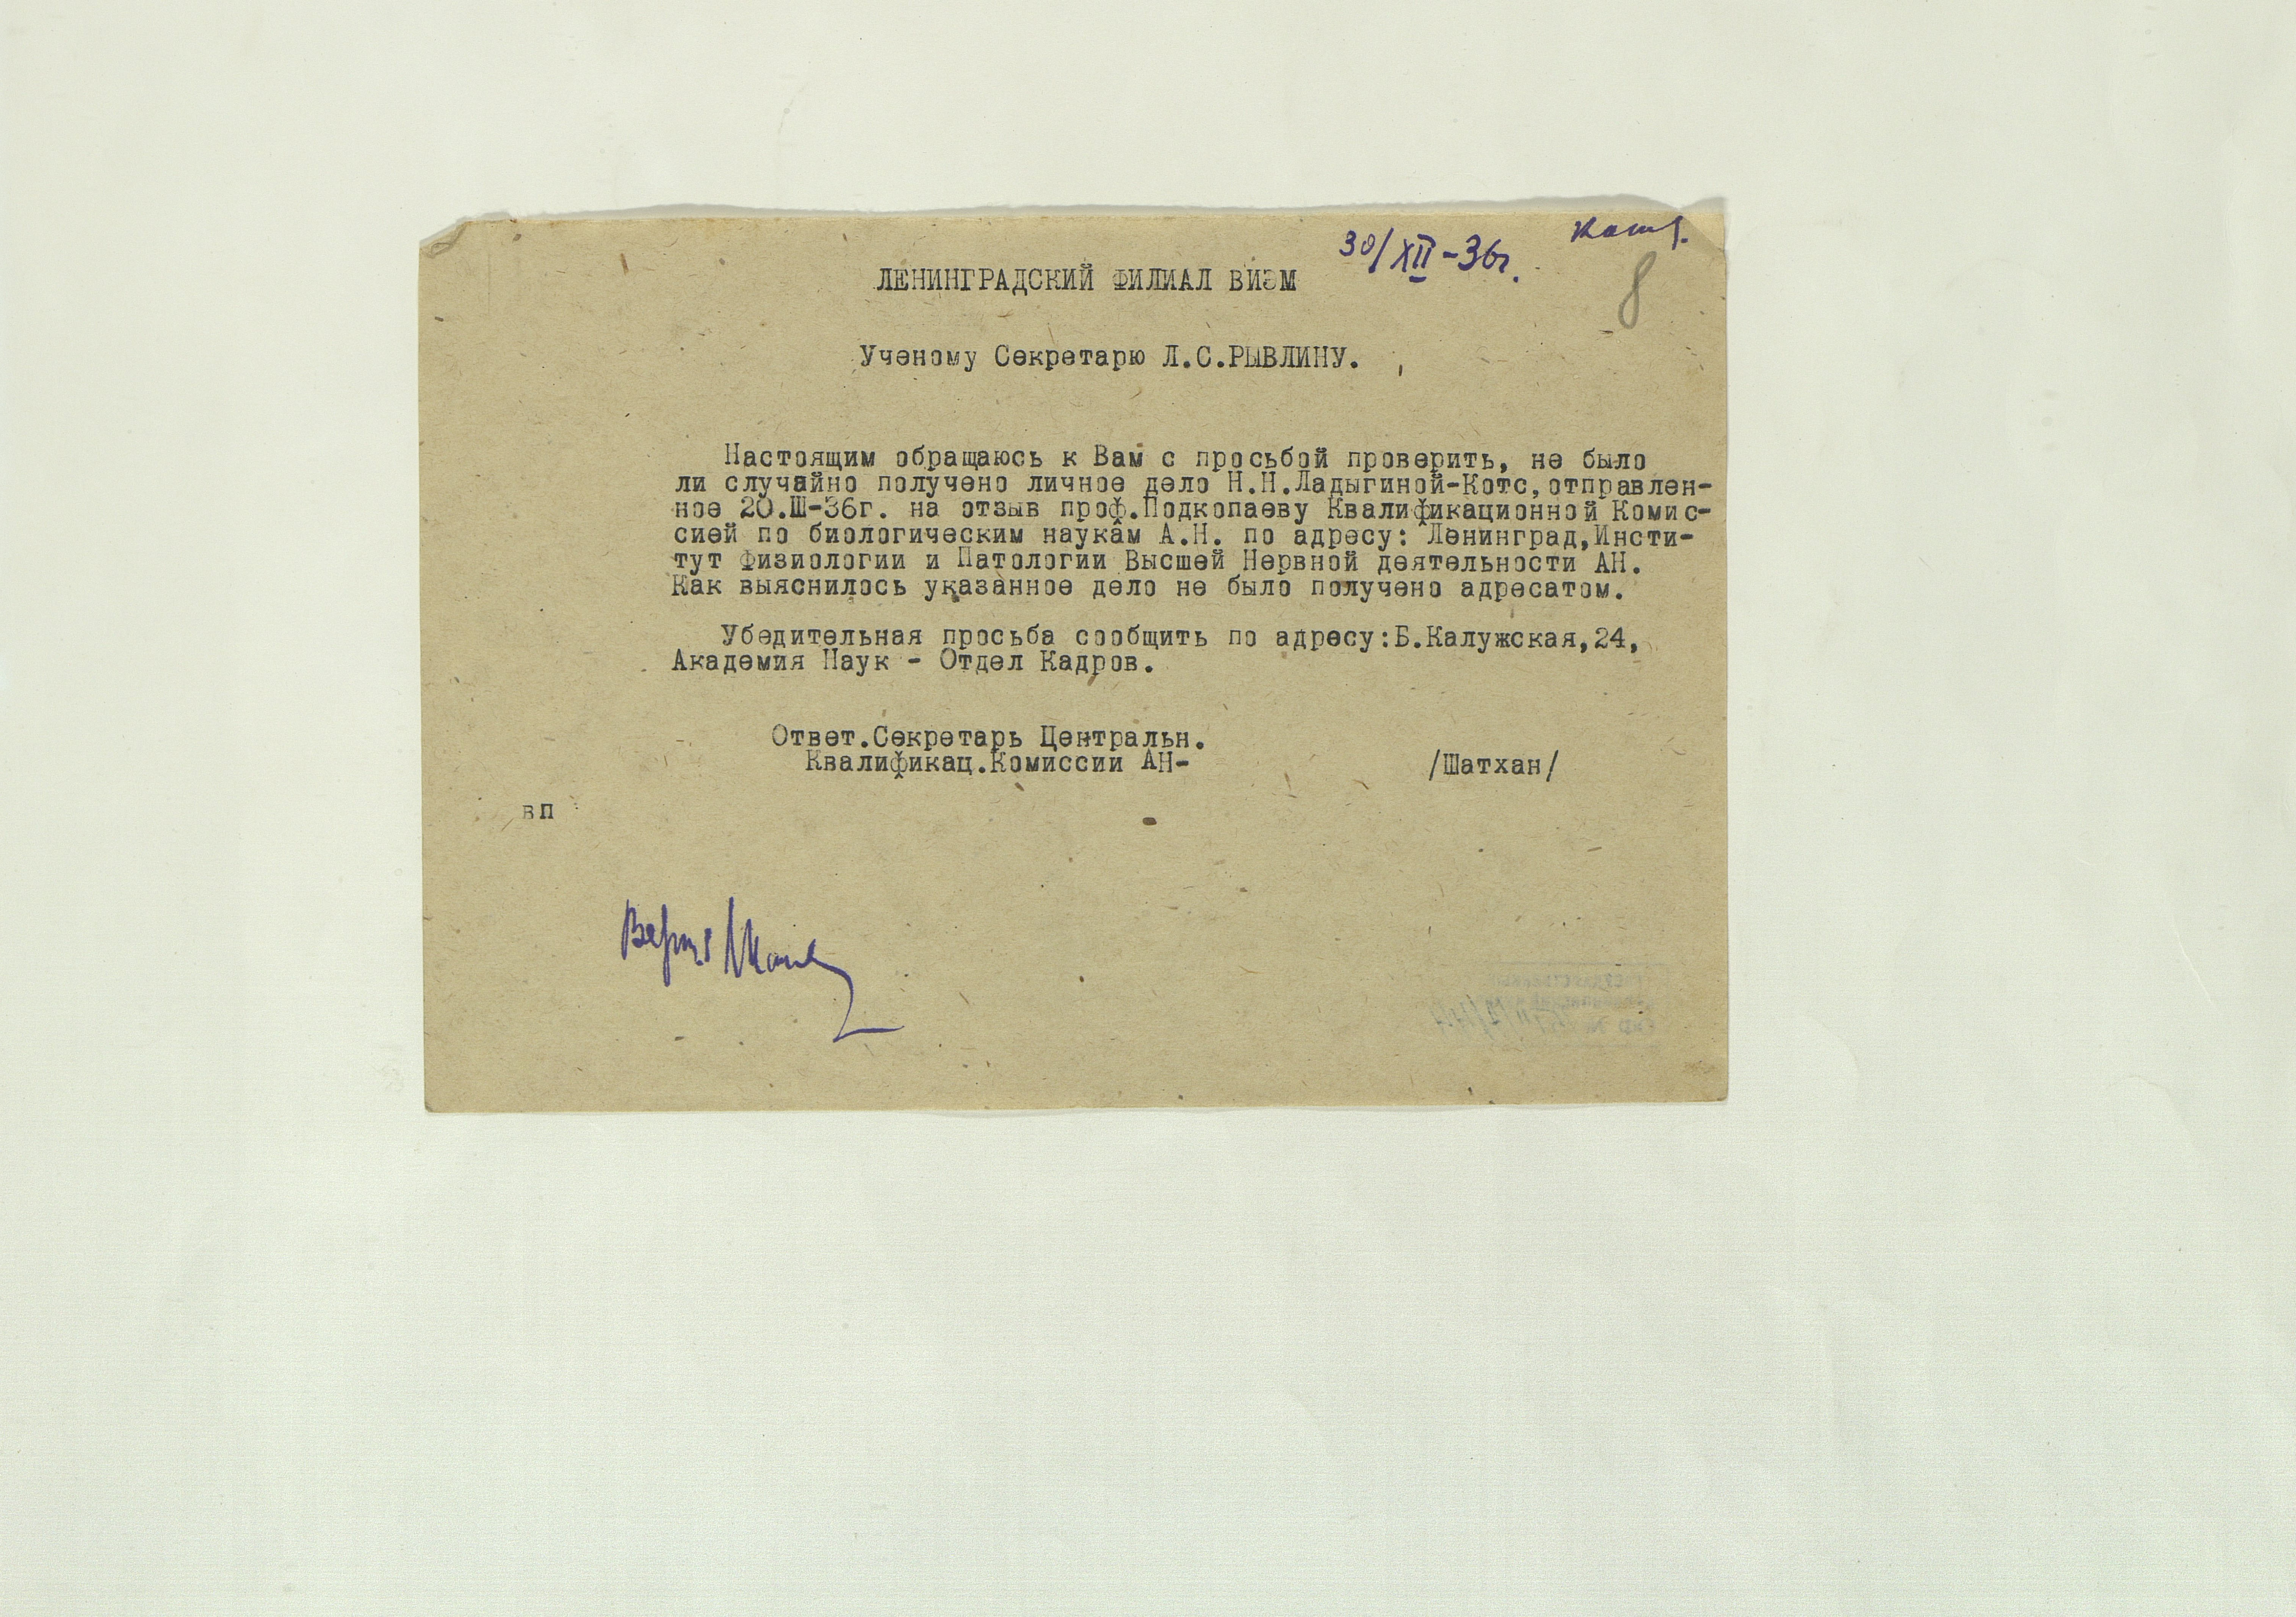 30/XII-36г.
8
ЛЕНИНГРАДСКИЙ ФИЛИАЛ ВИЭМ
Ученому Секретарю Л.С.РЫВЛИНУ.
Настоящим обращаюсь к Вам с просьбой проверить, не было
ли случайно получено личное дело Н.Н.Ладыгиной-Котс,отправлен-
ное 20.Ш-36г. на отзыв проф.Подкопаеву Квалификационной Комис-
сией по биологическим наукам А.Н. по адресу: Ленинград,Инсти-
тут Физиологии и Патологии Высшей Нервной деятельности АН.
Как выяснилось указанное дело не было получено адресатом.
Убедительная просьба сообщить по адресу:Б.Калужская,24,
Академия Наук - Отдел Кадров.
Ответ.Секретарь Центральн.
Квалификац.Комиссии АН-
/Шатхан/
вп